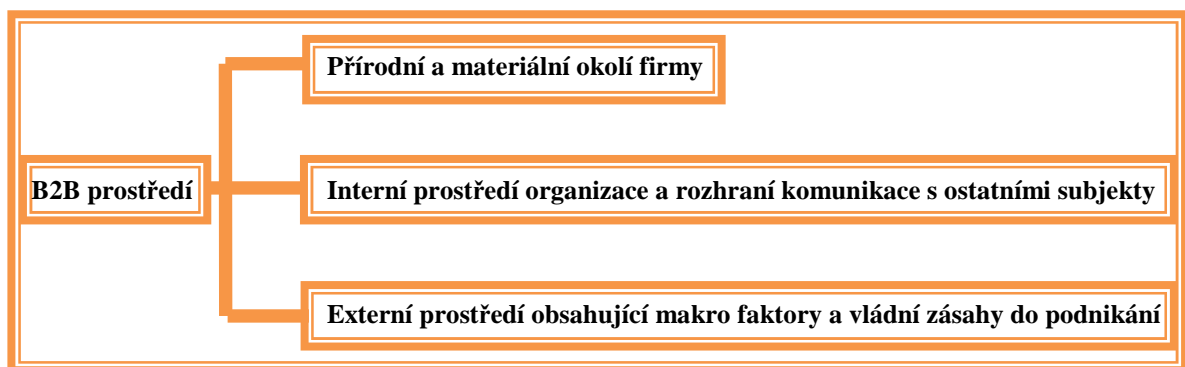 Přírodní a materiální okolí firmy
B2B prostředí
Interní prostředí organizace a rozhraní komunikace s ostatními subjekty
Externí prostředí obsahující makro faktory a vládní zásahy do podnikání